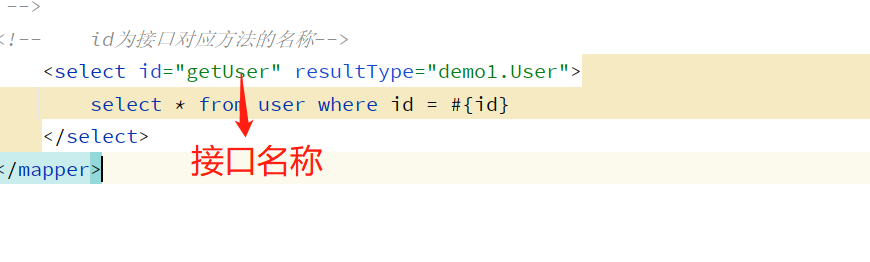 -->
<!-- id为接口对应方法的名称-->
<select id="getUser" resultType="demo1.User">
select * from user where id = #{id}
</select>
接口名称
</mapper>